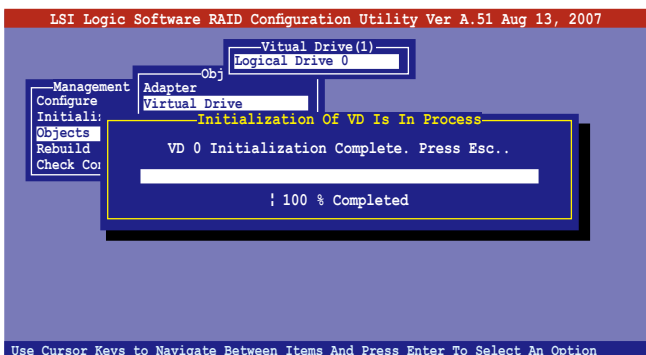 LSI Logic Software RAID Configuration Utility Ver A.51 Aug 13, 2007
Vitual Drive(1)
Logical Drive 0
Obj
Adapter
Virtual Drive
Management
Configure
Initiali
Objects
Rebuild
Check Co
Initialization Of VD Is In Process
VD 0 Initialization Complete. Press Esc..
¦ 100 % Completed
Use Cursor Keys to Navigate Between Items And Press Enter To Select An Option